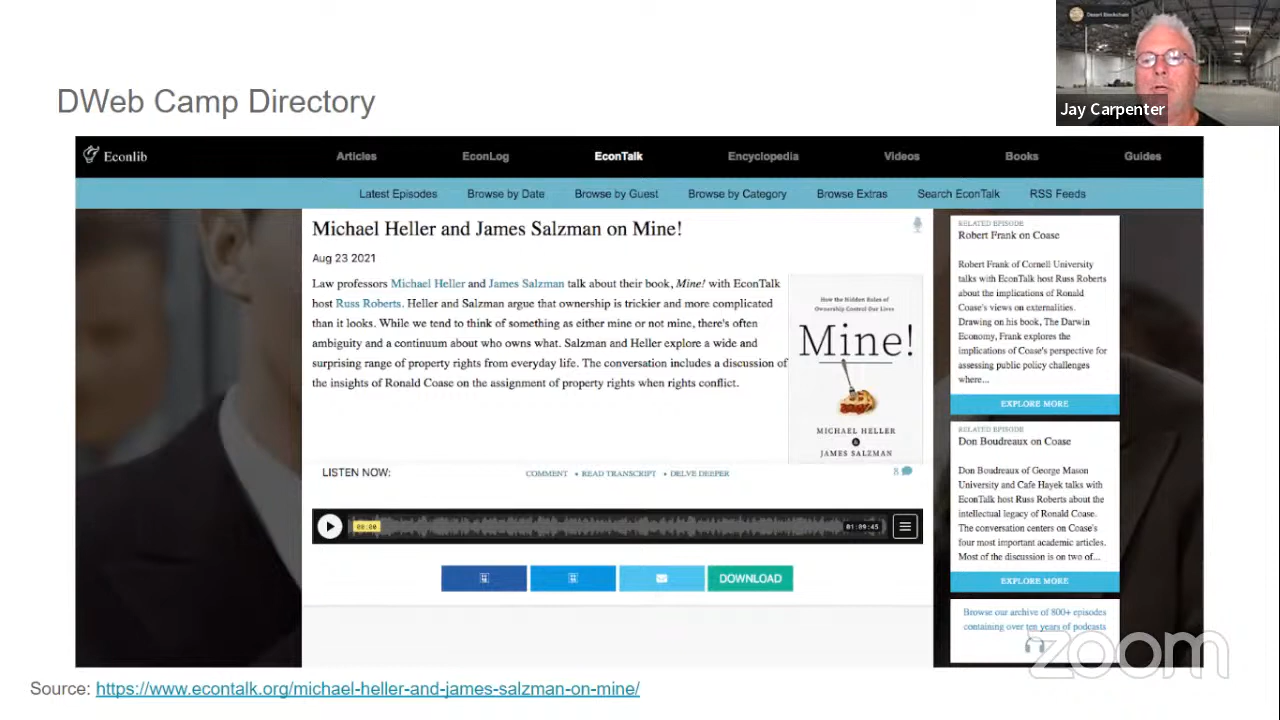 Desert Blockchain
Jay Carpenter
DWeb Camp Directory
Econlib
Articles
EconLog
EconTalk
Encyclopedia
Videos
Books
Guides
Latest Episodes
Browse by Date
Browse by Guest
Browse by Category
Browse Extras
Search EconTalk
RSS Feeds
Michael Heller and James Salzman on Mine!
Aug 23 2021
Law professors Michael Heller and James Salzman talk about their book, Mine! with EconTalk
host Russ Roberts. Heller and Salzman argue that ownership is trickier and more complicated
than it looks. While we tend to think of something as either mine or not mine, there's often
ambiguity and a continuum about who owns what. Salzman and Heller explore a wide and
surprising range of property rights from everyday life. The conversation includes a discussion of
the insights of Ronald Coase on the assignment of property rights when rights conflict.
How the Hidden Rules of
Ownership Control Our Lives
Mine!
MICHAEL HELLER
&
JAMES SALZMAN
LISTEN NOW:
COMMENT • READ TRANSCRIPT • DELVE DEEPER
8
00:00
01:09:45
DOWNLOAD
RELATED EPISODE
Robert Frank on Coase
Robert Frank of Cornell University
talks with EconTalk host Russ Roberts
about the implications of Ronald
Coase's views on externalities.
Drawing on his book, The Darwin
Economy, Frank explores the
implications of Coase's perspective for
assessing public policy challenges
where...
EXPLORE MORE
RELATED EPISODE
Don Boudreaux on Coase
Don Boudreaux of George Mason
University and Cafe Hayek talks with
EconTalk host Russ Roberts about the
intellectual legacy of Ronald Coase.
The conversation centers on Coase's
four most important academic articles.
Most of the discussion is on two of...
EXPLORE MORE
Browse our archive of 800+ episodes
containing over ten years of podcasts
zoom
Source: https://www.econtalk.org/michael-heller-and-james-salzman-on-mine/